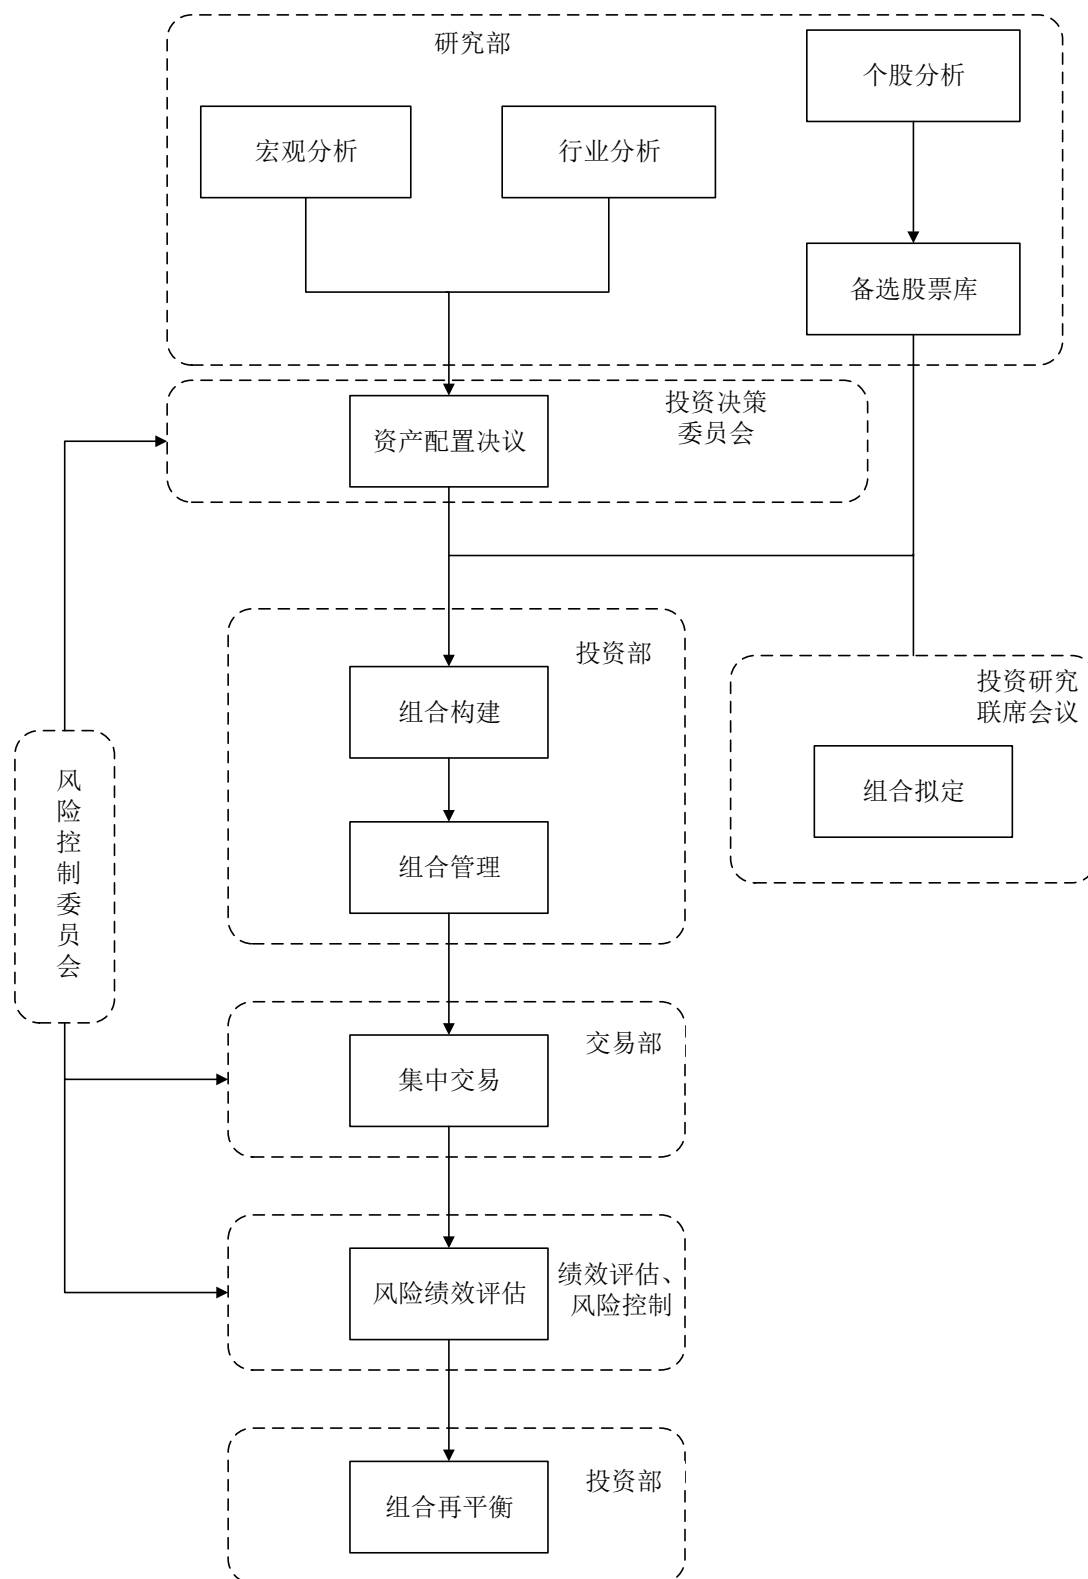 研究部
个股分析
宏观分析
行业分析
备选股票库
投资决策
委员会
资产配置决议
投资部
组合构建
投资研究
联席会议
组合拟定
风险控制委员会
组合管理
交易部
集中交易
绩效评估、
风险控制
风险绩效评估
投资部
组合再平衡